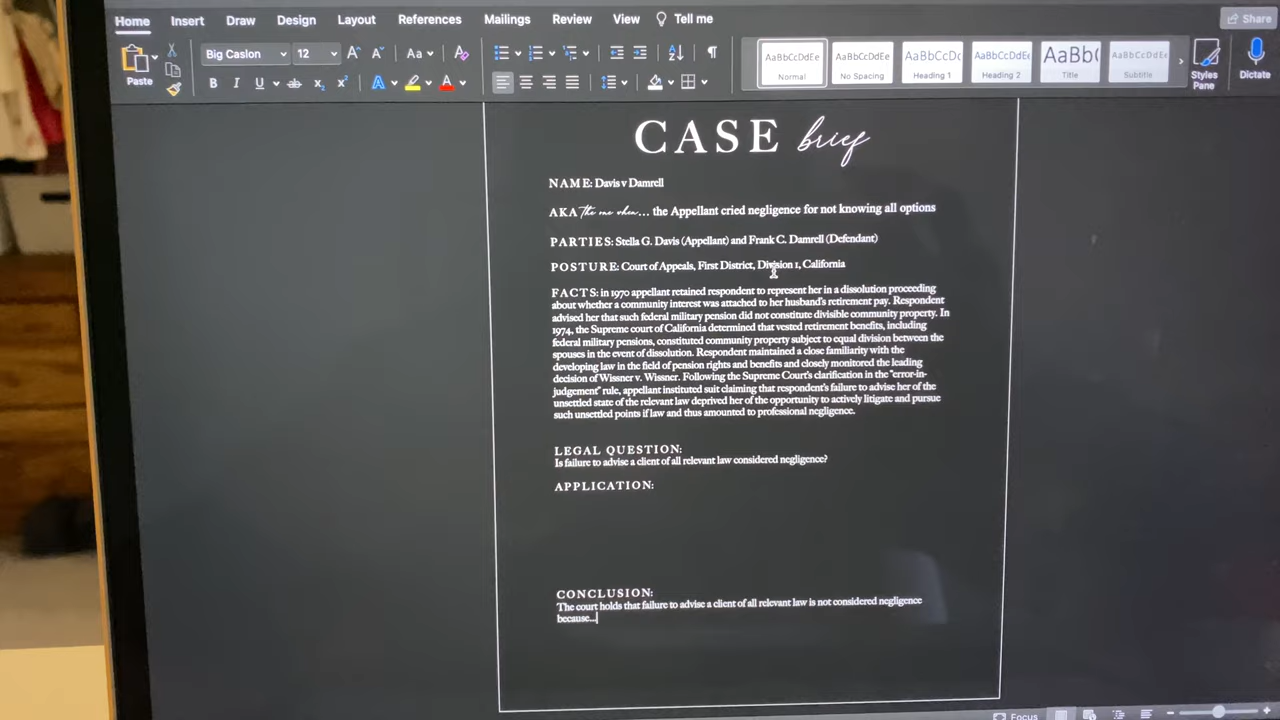 Home Insert Draw Design Layout References Mailings Review View Tell me Share
Paste Big Caslon 12 A A Aa A AaBbCcDdEe AaBbCcDdEe AaBbCcDc AaBbCcDdEe AaBb( AaBbCcDdEe
B I U ab x₂ x² A A Normal No Spacing Heading 1 Heading 2 Title Subtitle Styles Pane Dictate
CASE brief
NAME: Davis v Damrell
AKA the one when... the Appellant cried negligence for not knowing all options
PARTIES: Stella G. Davis (Appellant) and Frank C. Damrell (Defendant)
POSTURE: Court of Appeals, First District, Division 1, California
FACTS: in 1970 appellant retained respondent to represent her in a dissolution proceeding
about whether a community interest was attached to her husband's retirement pay. Respondent
advised her that such federal military pension did not constitute divisible community property. In
1974, the Supreme court of California determined that vested retirement benefits, including
federal military pensions, constituted community property subject to equal division between the
spouses in the event of dissolution. Respondent maintained a close familiarity with the
developing law in the field of pension rights and benefits and closely monitored the leading
decision of Wissner v. Wissner. Following the Supreme Court's clarification in the "error-in-
judgement" rule, appellant instituted suit claiming that respondent's failure to advise her of the
unsettled state of the relevant law deprived her of the opportunity to actively litigate and pursue
such unsettled points if law and thus amounted to professional negligence.
LEGAL QUESTION:
Is failure to advise a client of all relevant law considered negligence?
APPLICATION:
CONCLUSION:
The court holds that failure to advise a client of all relevant law is not considered negligence
because...
Focus